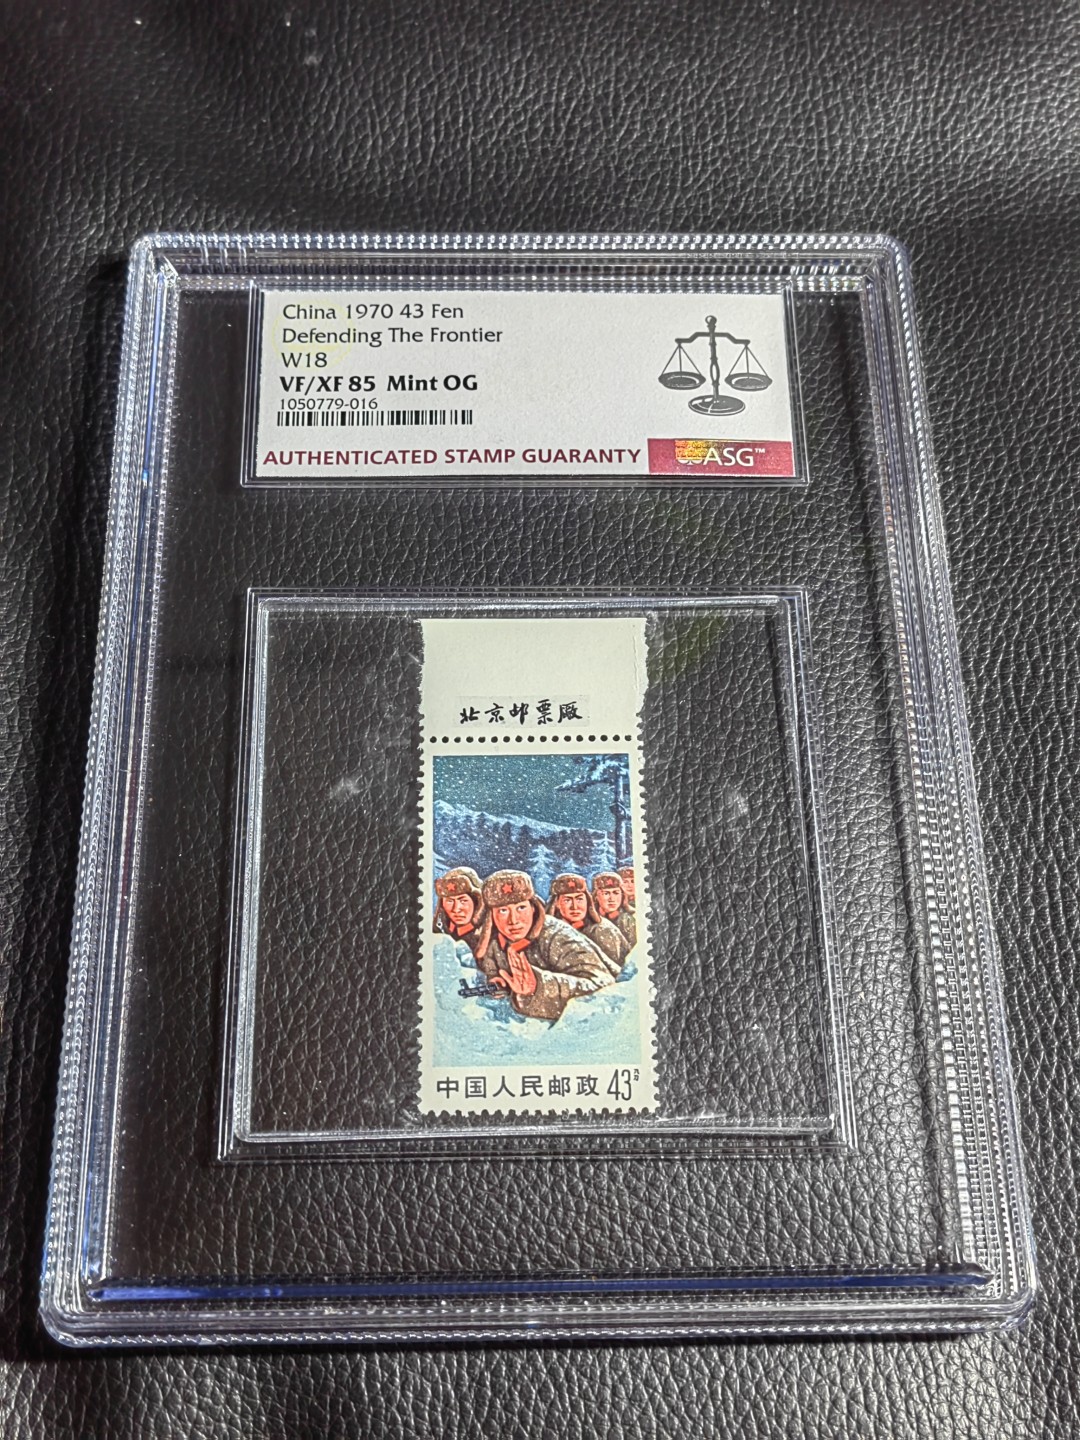 China 1970 43 Fen
Defending The Frontier
W18
VF/XF 85 Mint OG
1050779-016
AUTHENTICATED STAMP GUARANTY
ASG™
北京邮票厰
中国人民邮政 43分